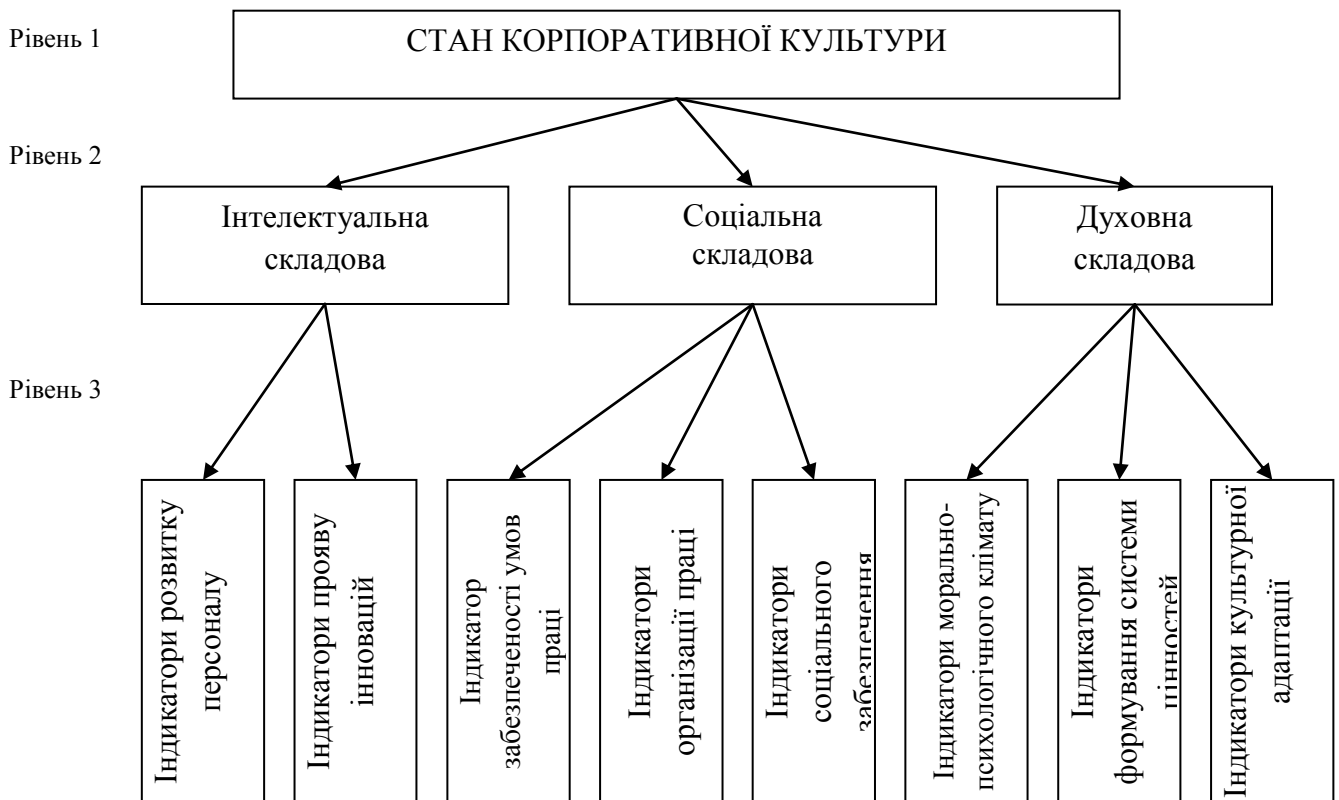 Рівень 1
СТАН КОРПОРАТИВНОЇ КУЛЬТУРИ
Рівень 2
Інтелектуальна
складова
Соціальна
складова
Духовна
складова
Рівень 3
Індикатори розвитку
персоналу
Індикатори прояву
інновацій
Індикатор
забезпеченості умов
праці
Індикатори
організації праці
Індикатори
соціального
забезпечення
Індикатори морально-
психологічного клімату
Індикатори
формування системи
цінностей
Індикатори культурної
адаптації